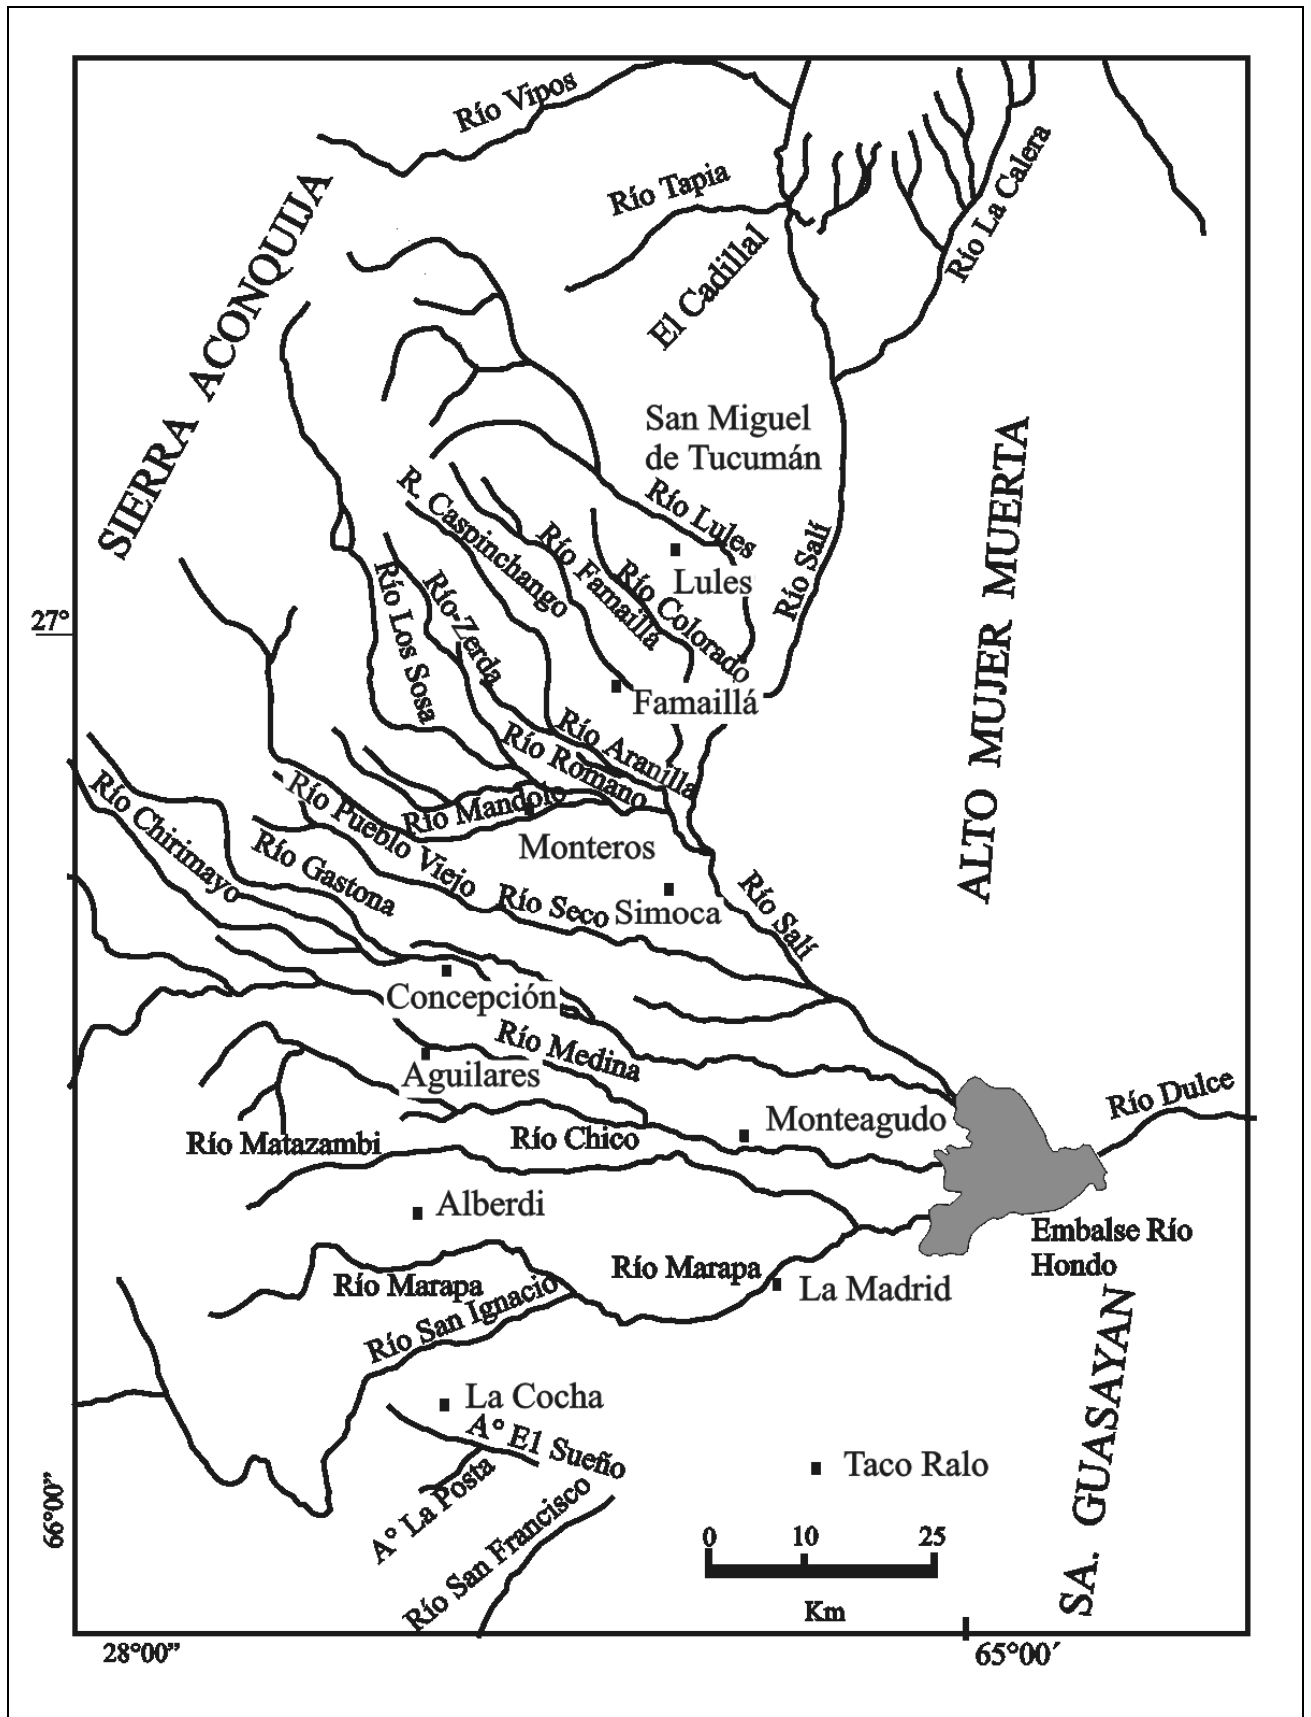 Río Vipos
Río Tapia
Río La Calera
SIERRA ACONQUIJA
El Cadillal
San Miguel
de Tucumán
R. Caspinchango
Río Lules
Río Famaillá
Lules
Río Colorado
Río Salí
ALTO MUJER MUERTA
27°
Río Los Sosa
Río-Zerda
Famaillá
Río Aranilla
Río Romano
Río Mandolo
Río Pueblo Viejo
Río Chirimayo
Río Gastona
Monteros
Río Seco
Simoca
Río Salí
Concepción
Río Medina
Aguilares
Río Matazambi
Río Chico
Monteagudo
Río Dulce
Alberdi
Embalse Río
Hondo
Río Marapa
Río Marapa
La Madrid
Río San Ignacio
La Cocha
A° El Sueño
A° La Posta
Río San Francisco
Taco Ralo
SA. GUASAYAN
66°00”
0 10 25
Km
28°00”
65°00´